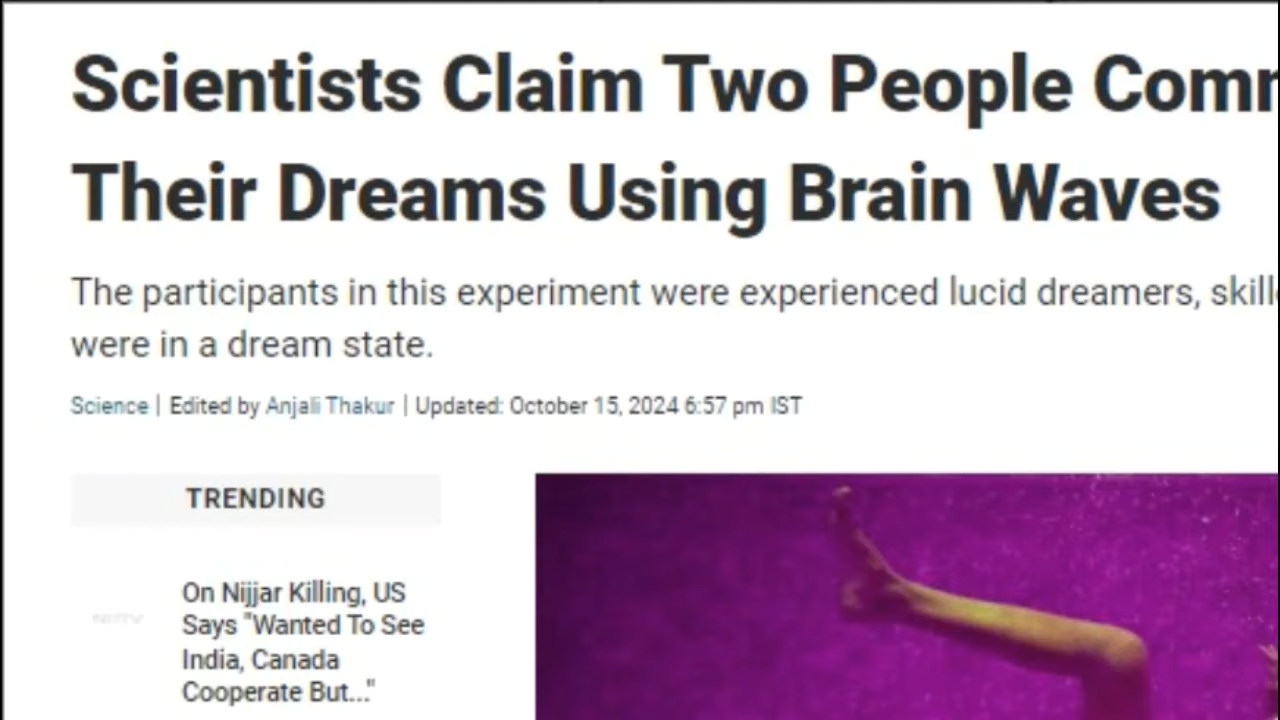 Scientists Claim Two People Com
Their Dreams Using Brain Waves
The participants in this experiment were experienced lucid dreamers, skill
were in a dream state.
Science | Edited by Anjali Thakur | Updated: October 15, 2024 6:57 pm IST
TRENDING
On Nijjar Killing, US
Says "Wanted To See
India, Canada
Cooperate But..."
NDTV